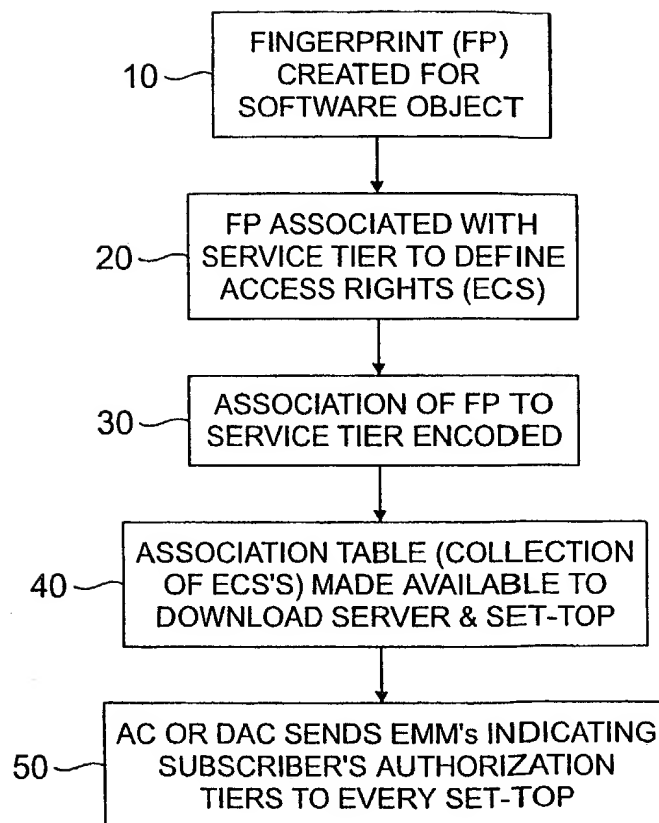 10
FINGERPRINT (FP)
CREATED FOR
SOFTWARE OBJECT
20
FP ASSOCIATED WITH
SERVICE TIER TO DEFINE
ACCESS RIGHTS (ECS)
30
ASSOCIATION OF FP TO
SERVICE TIER ENCODED
40
ASSOCIATION TABLE (COLLECTION
OF ECS'S) MADE AVAILABLE TO
DOWNLOAD SERVER & SET-TOP
50
AC OR DAC SENDS EMM's INDICATING
SUBSCRIBER'S AUTHORIZATION
TIERS TO EVERY SET-TOP